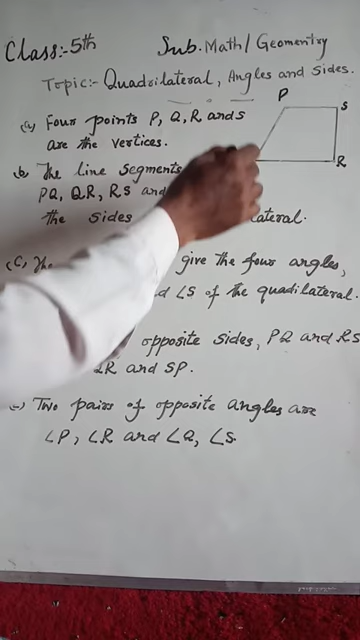 Class:- 5th Sub. Math/Geomentry
Topic:- Quadrilateral, Angles and Sides.
(a) Four points P, Q, R and S
are the vertices.
P S
R
b. The line segments
PQ, QR, RS and
the sides lateral.
(c) The give the four angles,
d ∠S of the quadilateral.
opposite sides, PQ and RS
QR and SP.
Two pairs of opposite angles are
∠P, ∠R and ∠Q, ∠S.